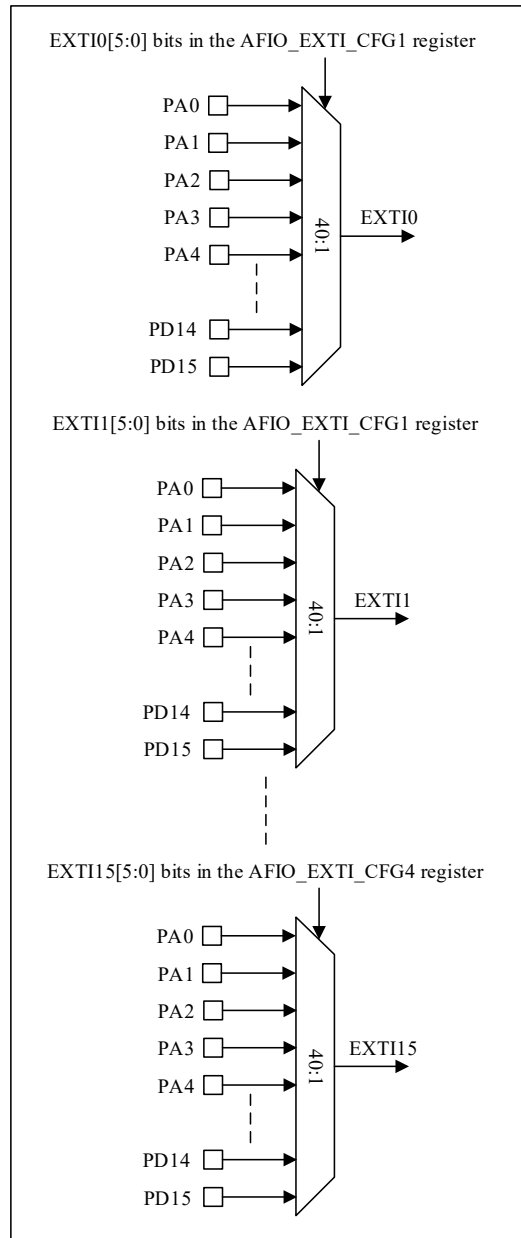 EXTI0[5:0] bits in the AFIO_EXTI_CFG1 register
PA0
PA1
PA2
PA3
PA4
PD14
PD15
40:1
EXTI0
EXTI1[5:0] bits in the AFIO_EXTI_CFG1 register
PA0
PA1
PA2
PA3
PA4
PD14
PD15
40:1
EXTI1
EXTI15[5:0] bits in the AFIO_EXTI_CFG4 register
PA0
PA1
PA2
PA3
PA4
PD14
PD15
40:1
EXTI15